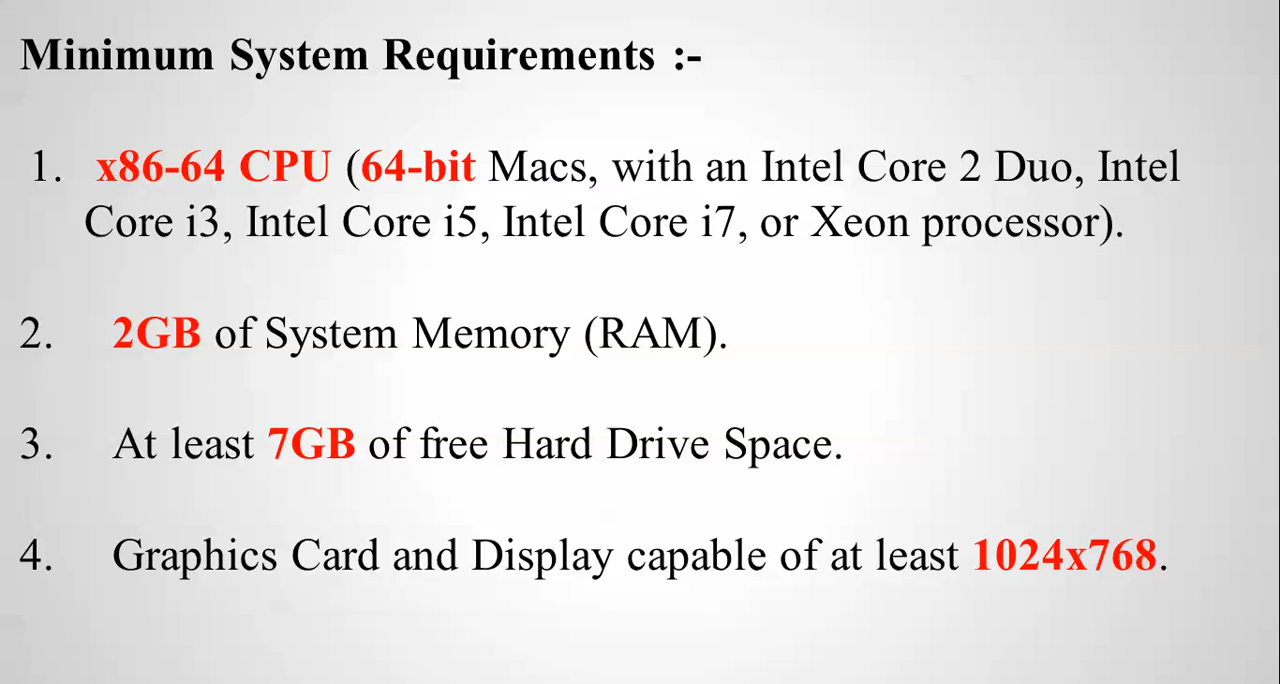 Minimum System Requirements :-
1. x86-64 CPU (64-bit Macs, with an Intel Core 2 Duo, Intel
Core i3, Intel Core i5, Intel Core i7, or Xeon processor).
2. 2GB of System Memory (RAM).
3. At least 7GB of free Hard Drive Space.
4. Graphics Card and Display capable of at least 1024x768.